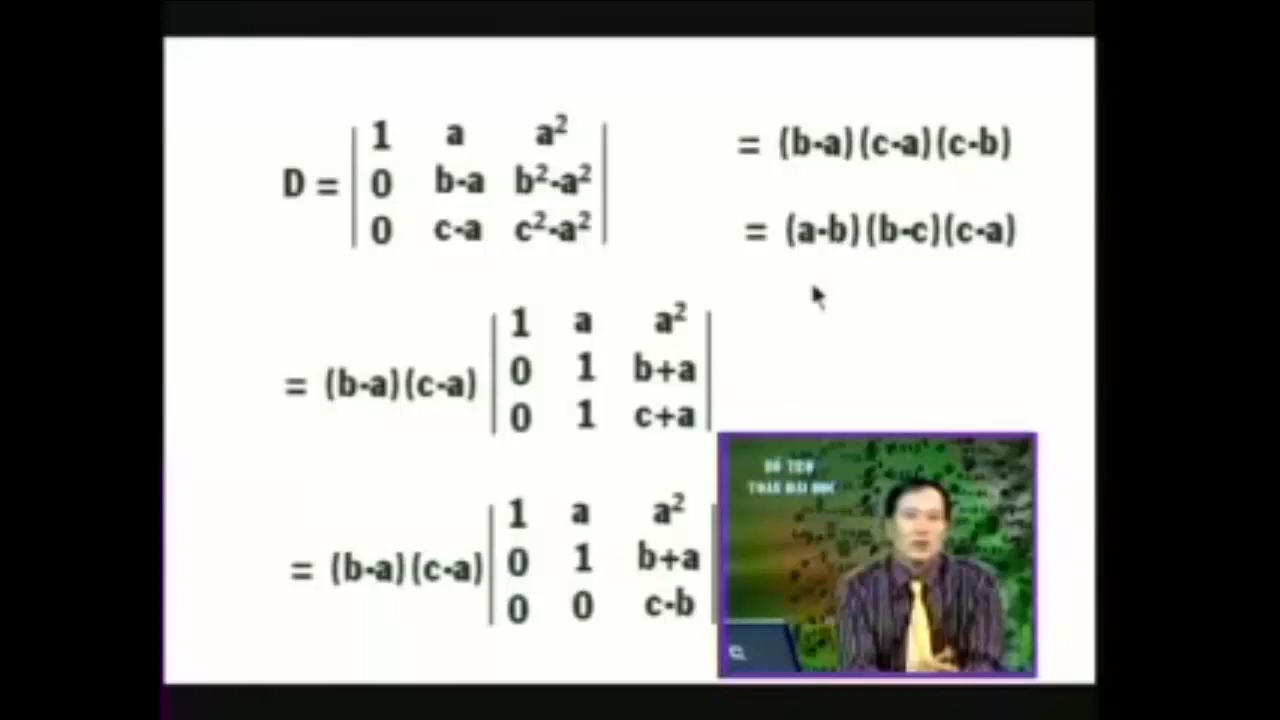 D = | 1 a a² |
| 0 b-a b²-a² |
| 0 c-a c²-a² |
= (b-a)(c-a) | 1 a a² |
| 0 1 b+a |
| 0 1 c+a |
= (b-a)(c-a) | 1 a a² |
| 0 1 b+a |
| 0 0 c-b |
= (b-a)(c-a)(c-b)
= (a-b)(b-c)(c-a)